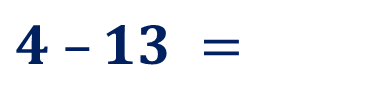 4 – 13 =